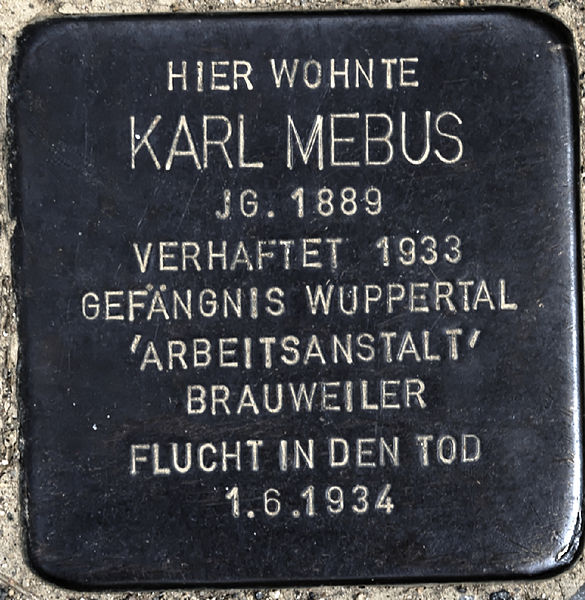 HIER WOHNTE
KARL MEBUS
JG. 1889
VERHAFTET 1933
GEFÄNGNIS WUPPERTAL
'ARBEITSANSTALT'
BRAUWEILER
FLUCHT IN DEN TOD
1.6.1934